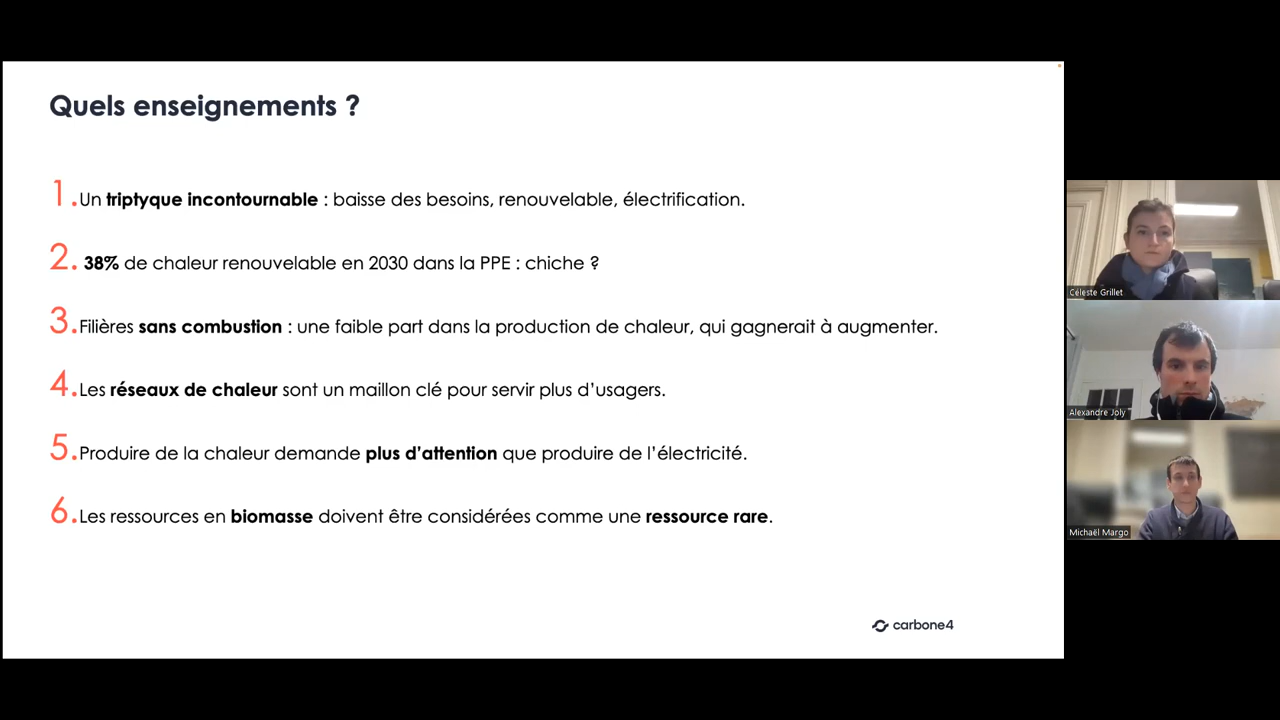 Quels enseignements ?
1.Un triptyque incontournable : baisse des besoins, renouvelable, électrification.
2. 38% de chaleur renouvelable en 2030 dans la PPE : chiche ?
3.Filières sans combustion : une faible part dans la production de chaleur, qui gagnerait à augmenter.
4.Les réseaux de chaleur sont un maillon clé pour servir plus d’usagers.
5.Produire de la chaleur demande plus d’attention que produire de l’électricité.
6.Les ressources en biomasse doivent être considérées comme une ressource rare.
carbone4
Céleste Grillet
Alexandre Joly
Michaël Margo